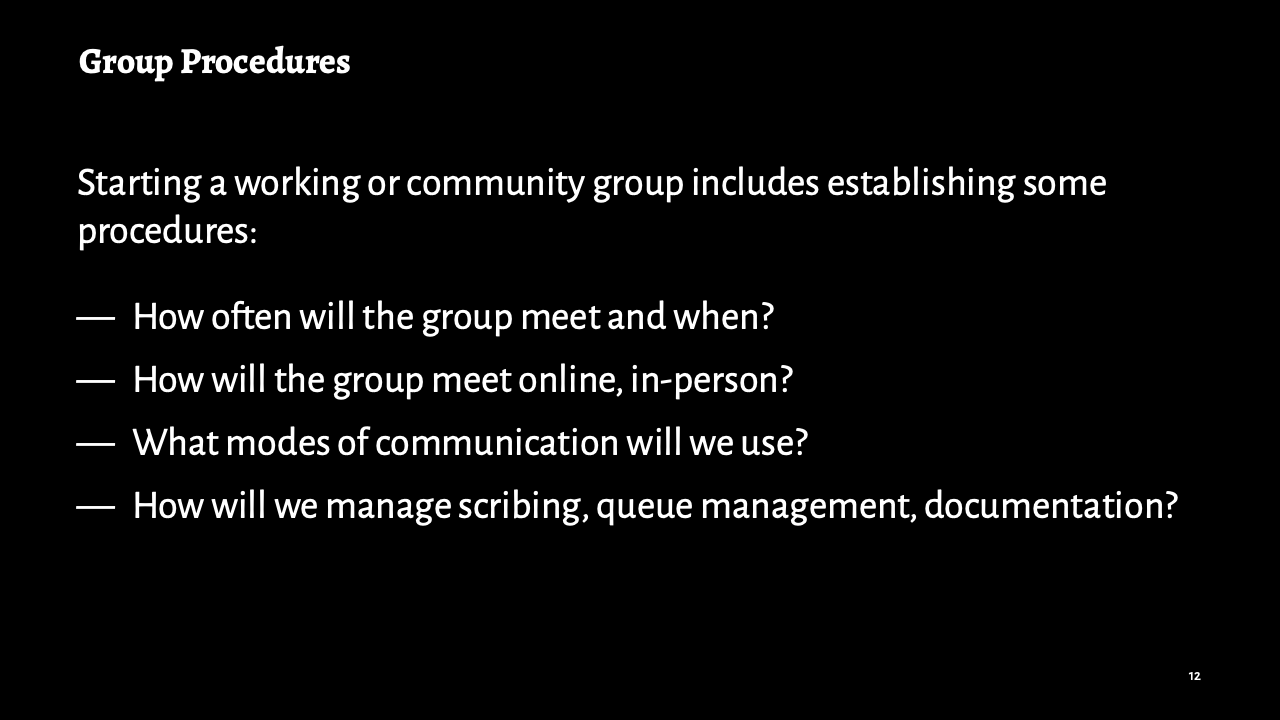 Group Procedures
Starting a working or community group includes establishing some
procedures:
— How often will the group meet and when?
— How will the group meet online, in-person?
— What modes of communication will we use?
— How will we manage scribing, queue management, documentation?
12